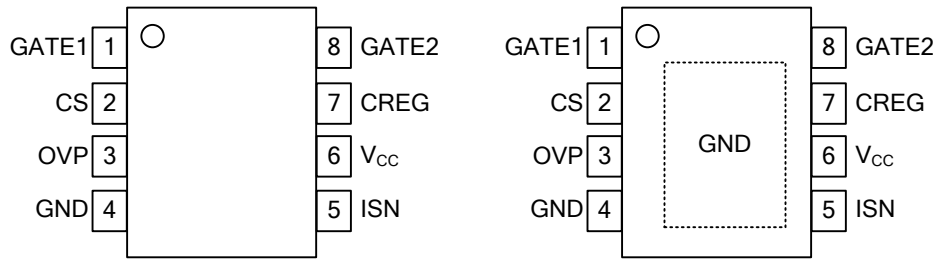 GATE1 1 8 GATE2
CS 2 7 CREG
OVP 3 6 VCC
GND 4 5 ISN
GATE1 1 8 GATE2
CS 2 7 CREG
GND
OVP 3 6 VCC
GND 4 5 ISN